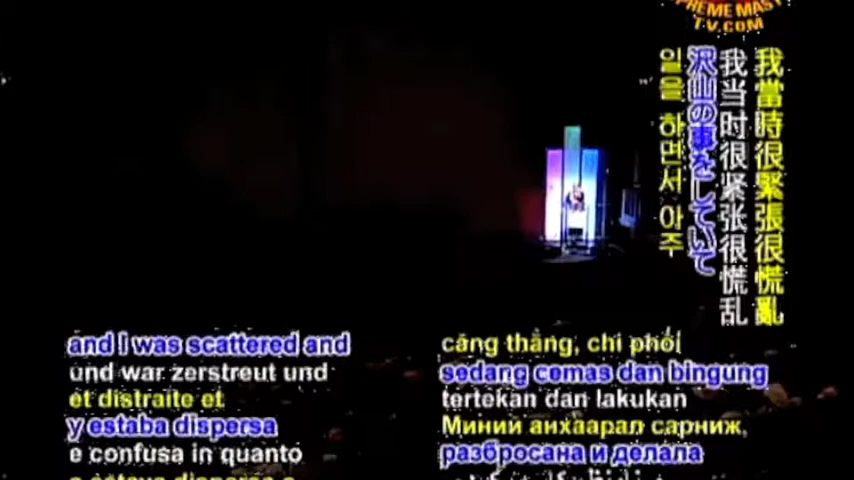 TV.COM
我當時很緊張很慌亂
我当时很紧张很慌乱
沢山の事をしていて
일을 하면서 아주
and I was scattered and
und war zerstreut und
et distraite et
y estaba dispersa
e confusa in quanto
căng thẳng, chi phối
sedang cemas dan bingung
tertekan dan lakukan
Минии анхаарал сарниж,
разбросана и делала